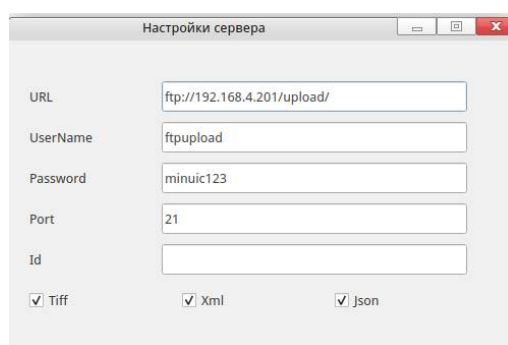 Настройки сервера
URL ftp://192.168.4.201/upload/
UserName ftpupload
Password minuic123
Port 21
Id
Tiff Xml Json